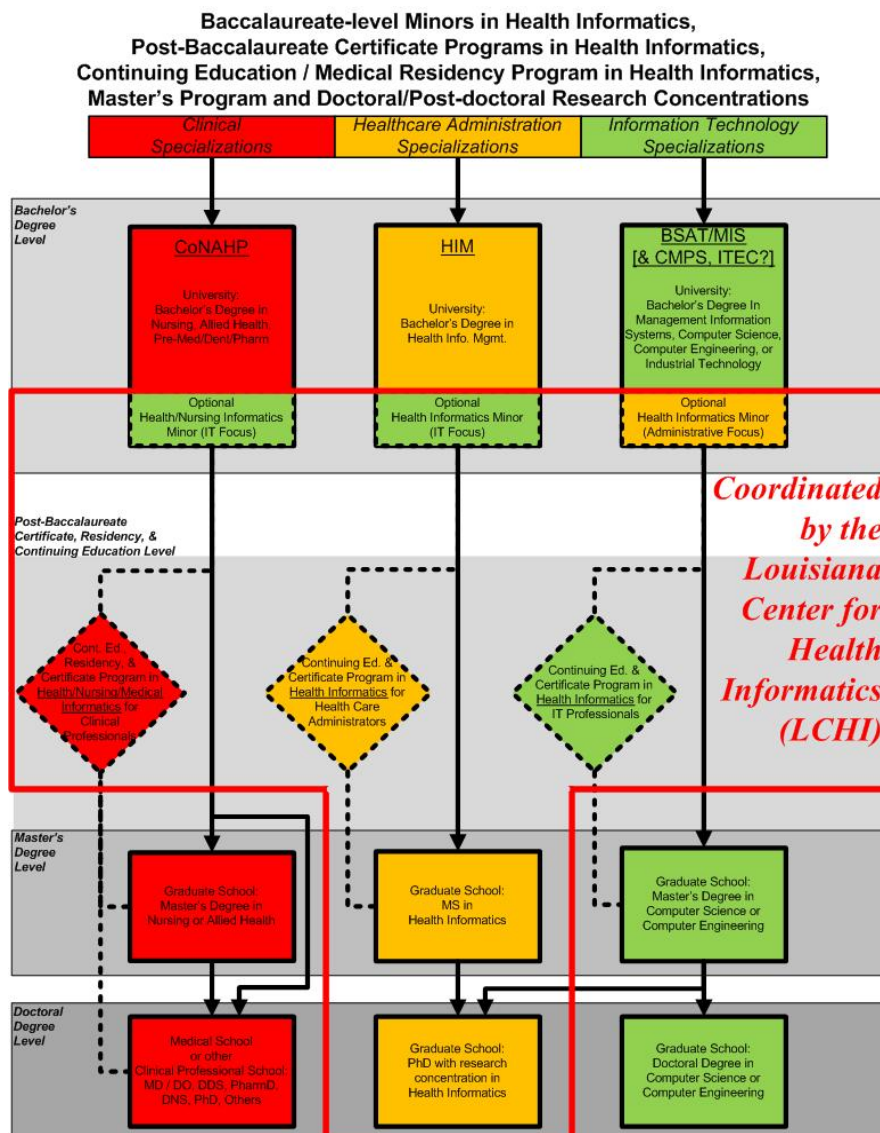 Baccalaureate-level Minors in Health Informatics,
Post-Baccalaureate Certificate Programs in Health Informatics,
Continuing Education / Medical Residency Program in Health Informatics,
Master's Program and Doctoral/Post-doctoral Research Concentrations
Clinical
Specializations
Healthcare Administration
Specializations
Information Technology
Specializations
Bachelor's
Degree
Level
CoNAHP
University:
Bachelor's Degree in
Nursing, Allied Health,
Pre-Med/Dent/Pharm
HIM
University:
Bachelor's Degree in
Health Info. Mgmt.
BSAT/MIS
[& CMPS, ITEC?]
University:
Bachelor's Degree In
Management Information
Systems, Computer Science,
Computer Engineering, or
Industrial Technology
Optional
Health/Nursing Informatics
Minor (IT Focus)
Optional
Health Informatics Minor
(IT Focus)
Optional
Health Informatics Minor
(Administrative Focus)
Coordinated
by the
Louisiana
Center for
Health
Informatics
(LCHI)
Post-Baccalaureate
Certificate, Residency, &
Continuing Education Level
Cont. Ed.,
Residency, &
Certificate Program in
Health/Nursing/Medical
Informatics for
Clinical
Professionals
Continuing Ed. &
Certificate Program in
Health Informatics for
Health Care
Administrators
Continuing Ed. &
Certificate Program in
Health Informatics for
IT Professionals
Master's
Degree
Level
Graduate School:
Master's Degree in
Nursing or Allied Health
Graduate School:
MS in
Health Informatics
Graduate School:
Master's Degree in
Computer Science or
Computer Engineering
Doctoral
Degree
Level
Medical School
or other
Clinical Professional School:
MD / DO, DDS, PharmD,
DNS, PhD, Others
Graduate School:
PhD with research
concentration in
Health Informatics
Graduate School:
Doctoral Degree in
Computer Science or
Computer Engineering